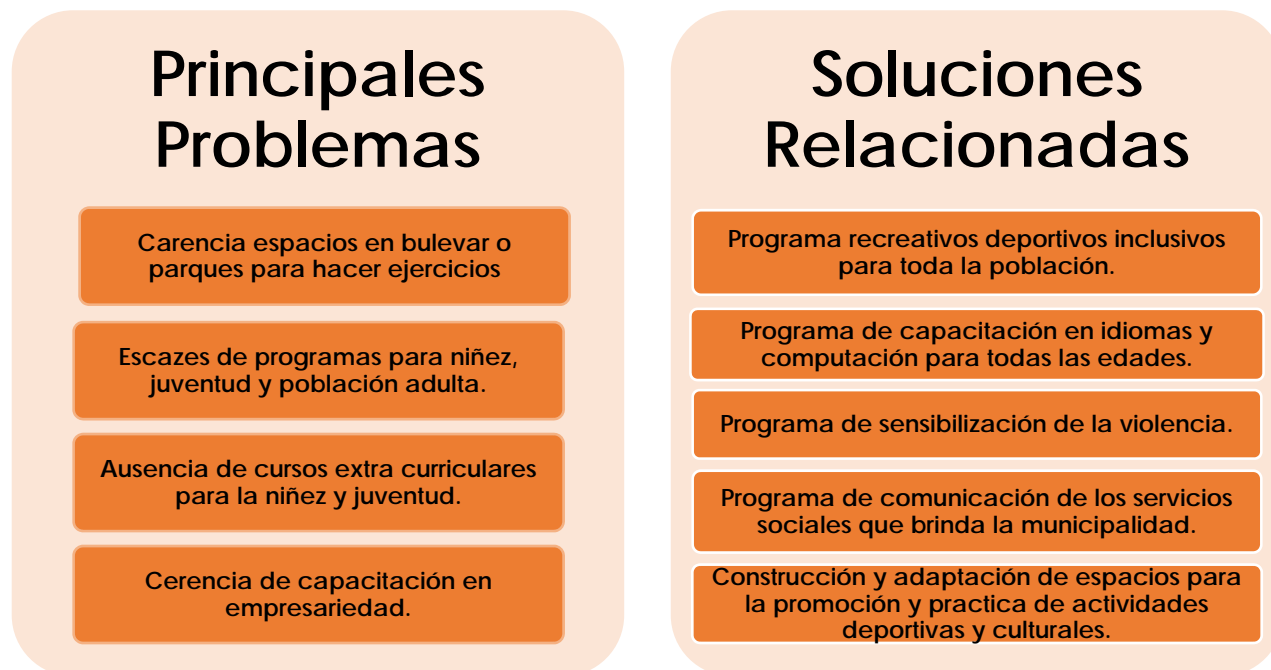 Principales
Problemas
Carencia espacios en bulevar o
parques para hacer ejercicios
Escazes de programas para niñez,
juventud y población adulta.
Ausencia de cursos extra curriculares
para la niñez y juventud.
Cerencia de capacitación en
empresariedad.
Soluciones
Relacionadas
Programa recreativos deportivos inclusivos
para toda la población.
Programa de capacitación en idiomas y
computación para todas las edades.
Programa de sensibilización de la violencia.
Programa de comunicación de los servicios
sociales que brinda la municipalidad.
Construcción y adaptación de espacios para
la promoción y practica de actividades
deportivas y culturales.